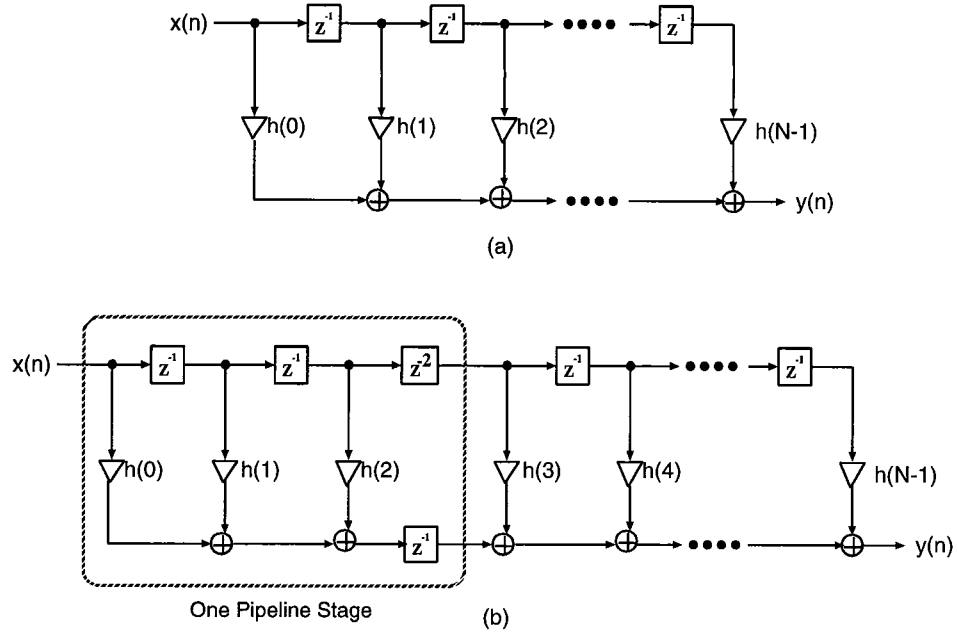 x(n) z⁻¹ z⁻¹ z⁻¹
h(0) h(1) h(2) h(N-1)
y(n)
(a)
x(n) z⁻¹ z⁻¹ z⁻² z⁻¹ z⁻¹
h(0) h(1) h(2) h(3) h(4) h(N-1)
z⁻¹ y(n)
One Pipeline Stage
(b)